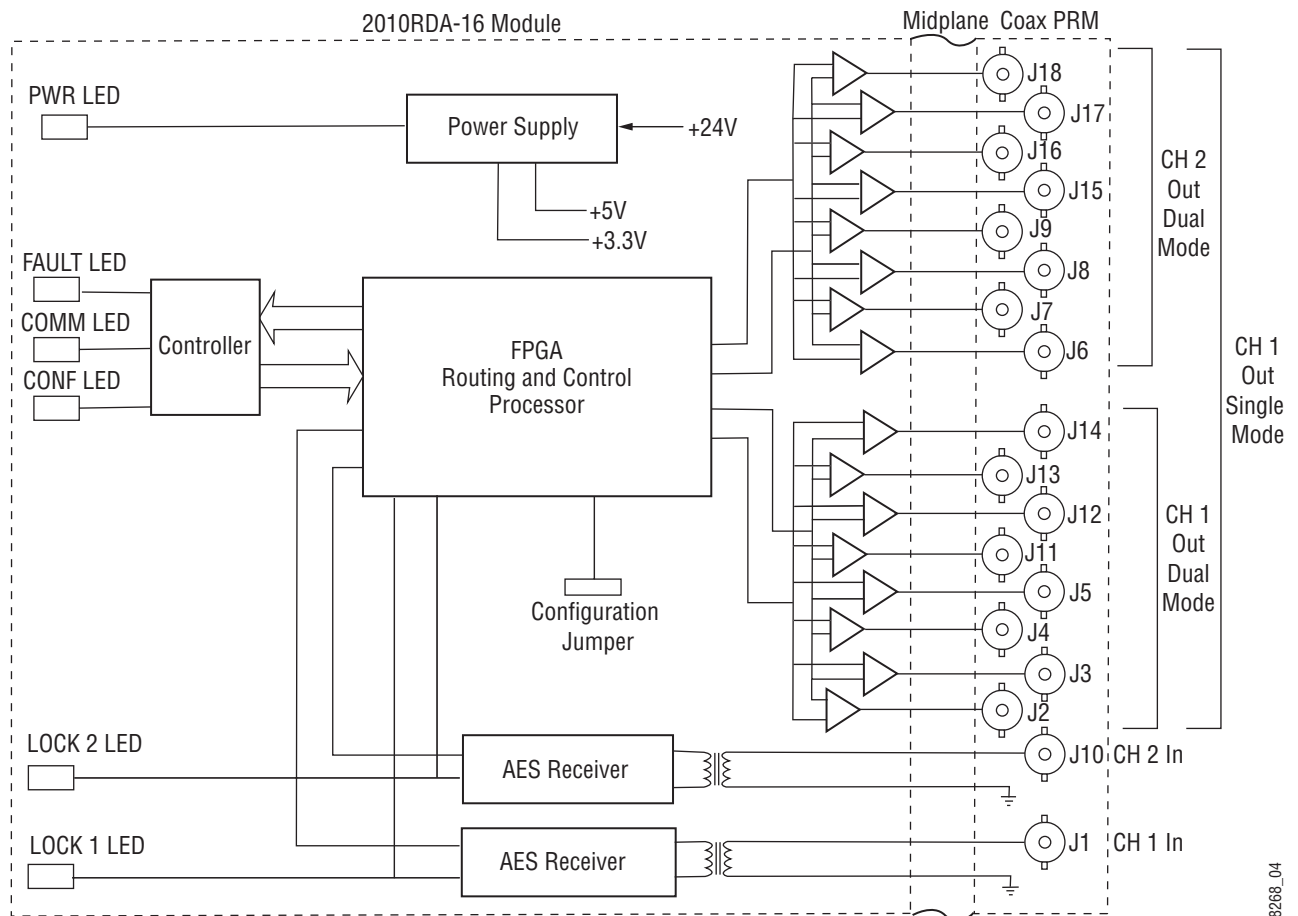 2010RDA-16 Module
Midplane Coax PRM
PWR LED
Power Supply
+24V
+5V
+3.3V
FAULT LED
COMM LED
CONF LED
Controller
FPGA
Routing and Control
Processor
Configuration
Jumper
LOCK 2 LED
AES Receiver
LOCK 1 LED
AES Receiver
J18
J17
J16
J15
J9
J8
J7
J6
J14
J13
J12
J11
J5
J4
J3
J2
J10 CH 2 In
J1 CH 1 In
CH 2
Out
Dual
Mode
CH 1
Out
Dual
Mode
CH 1
Out
Single
Mode
8268_04